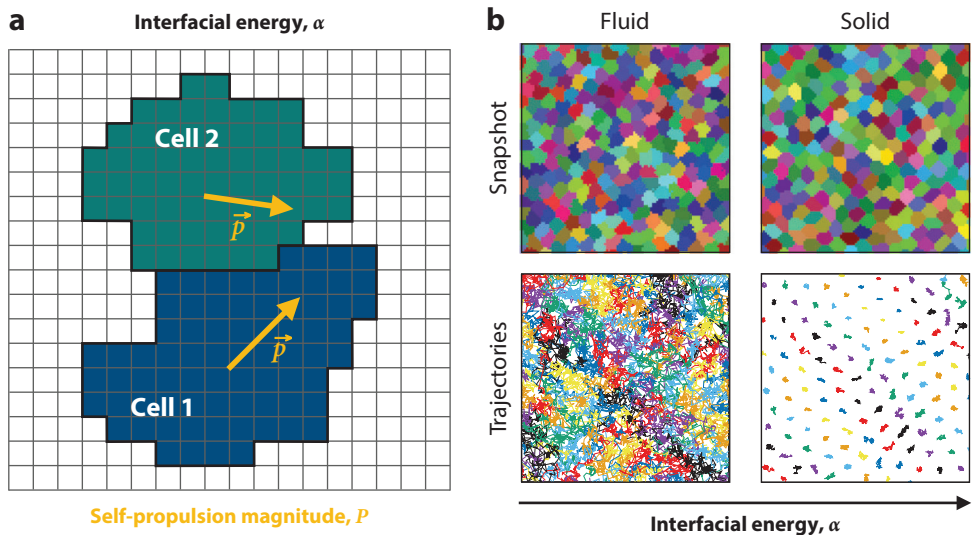 a
Interfacial energy, α
Cell 2
p⃗
p⃗
Cell 1
Self-propulsion magnitude, P
b
Fluid
Solid
Snapshot
Trajectories
Interfacial energy, α